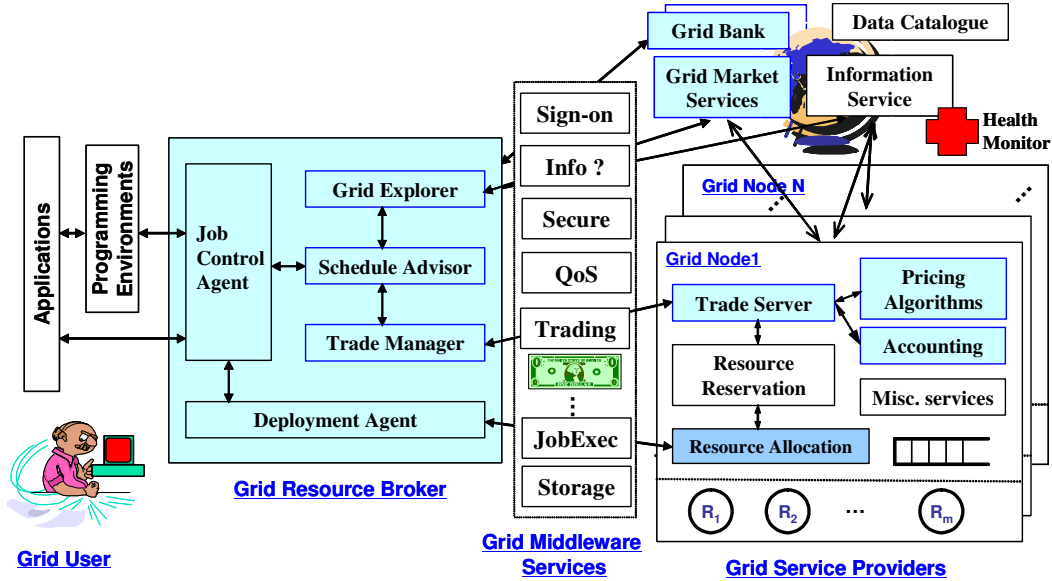 Grid Bank
Data Catalogue
Grid Market
Services
Information
Service
Health
Monitor
Applications
Programming
Environments
Job
Control
Agent
Grid Explorer
Schedule Advisor
Trade Manager
Deployment Agent
Grid Resource Broker
Grid User
Sign-on
Info ?
Secure
QoS
Trading
...
JobExec
Storage
Grid Middleware
Services
Grid Node N
...
...
Grid Node1
Trade Server
Pricing
Algorithms
Accounting
Resource
Reservation
Misc. services
Resource Allocation
R1
R2
...
Rm
Grid Service Providers